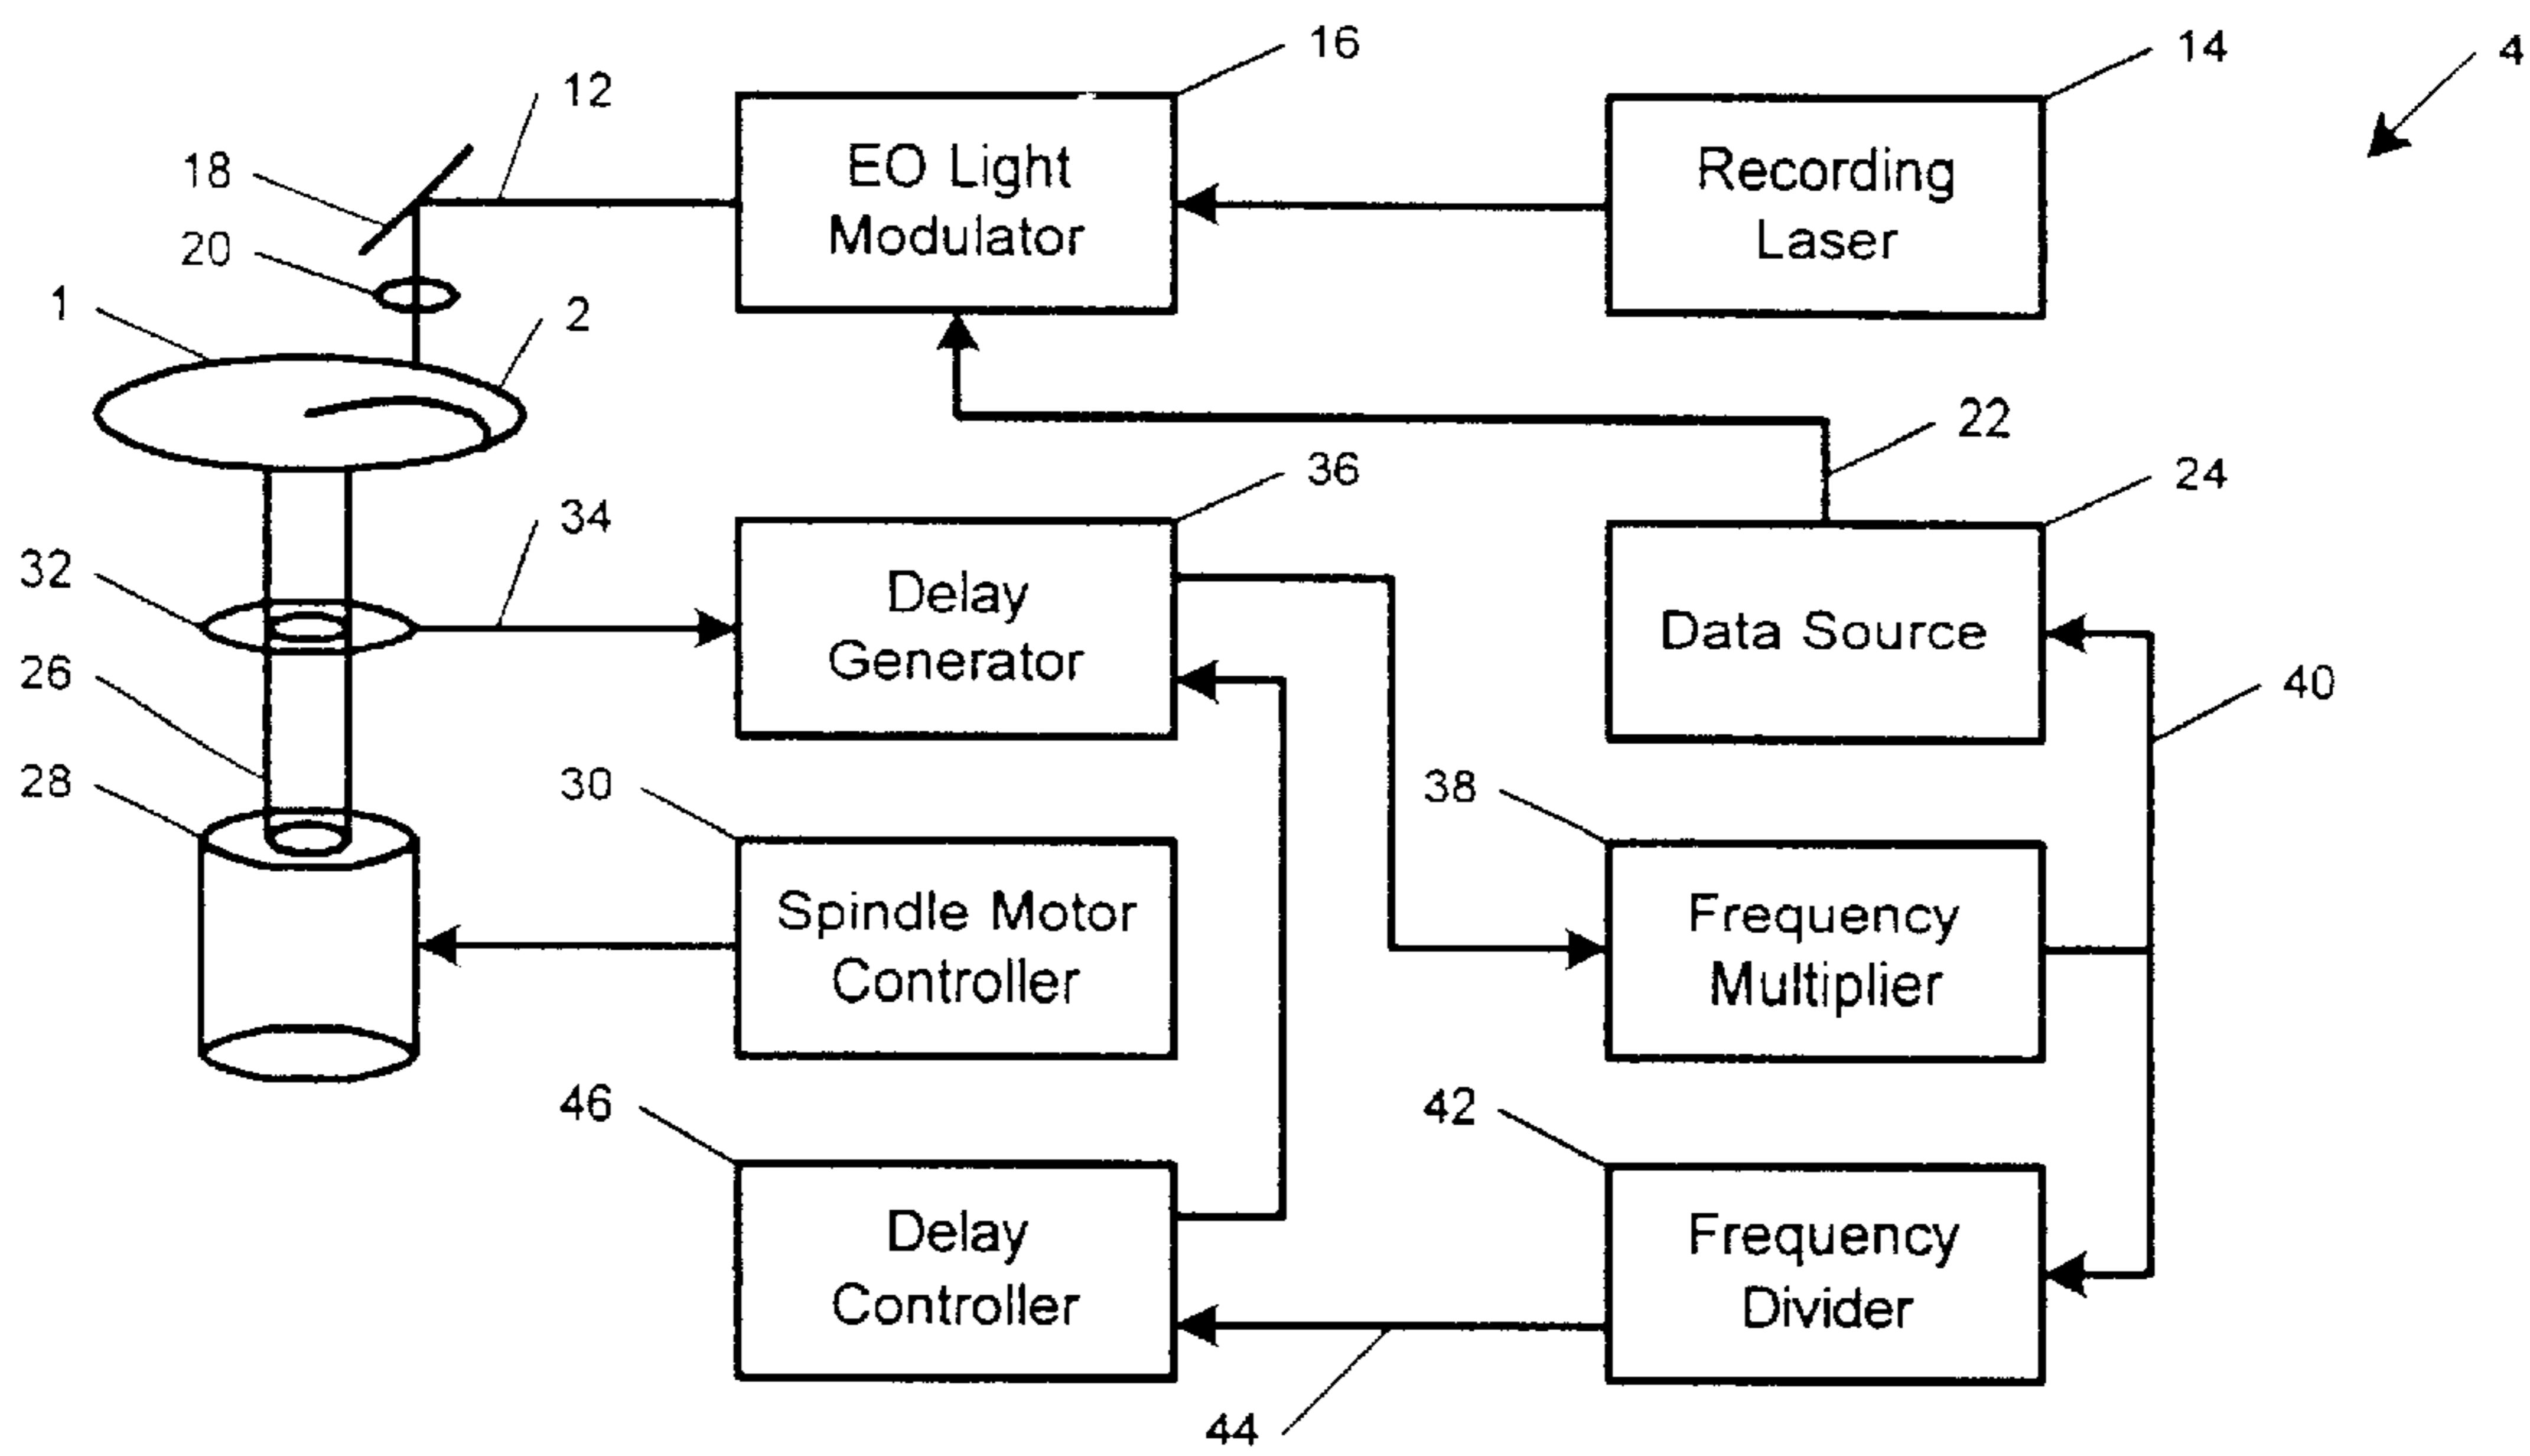 16
14
4
12
EO Light
Modulator
Recording
Laser
18
20
1
2
22
36
24
34
32
Delay
Generator
Data Source
26
40
28
30
38
Spindle Motor
Controller
Frequency
Multiplier
46
42
Delay
Controller
Frequency
Divider
44